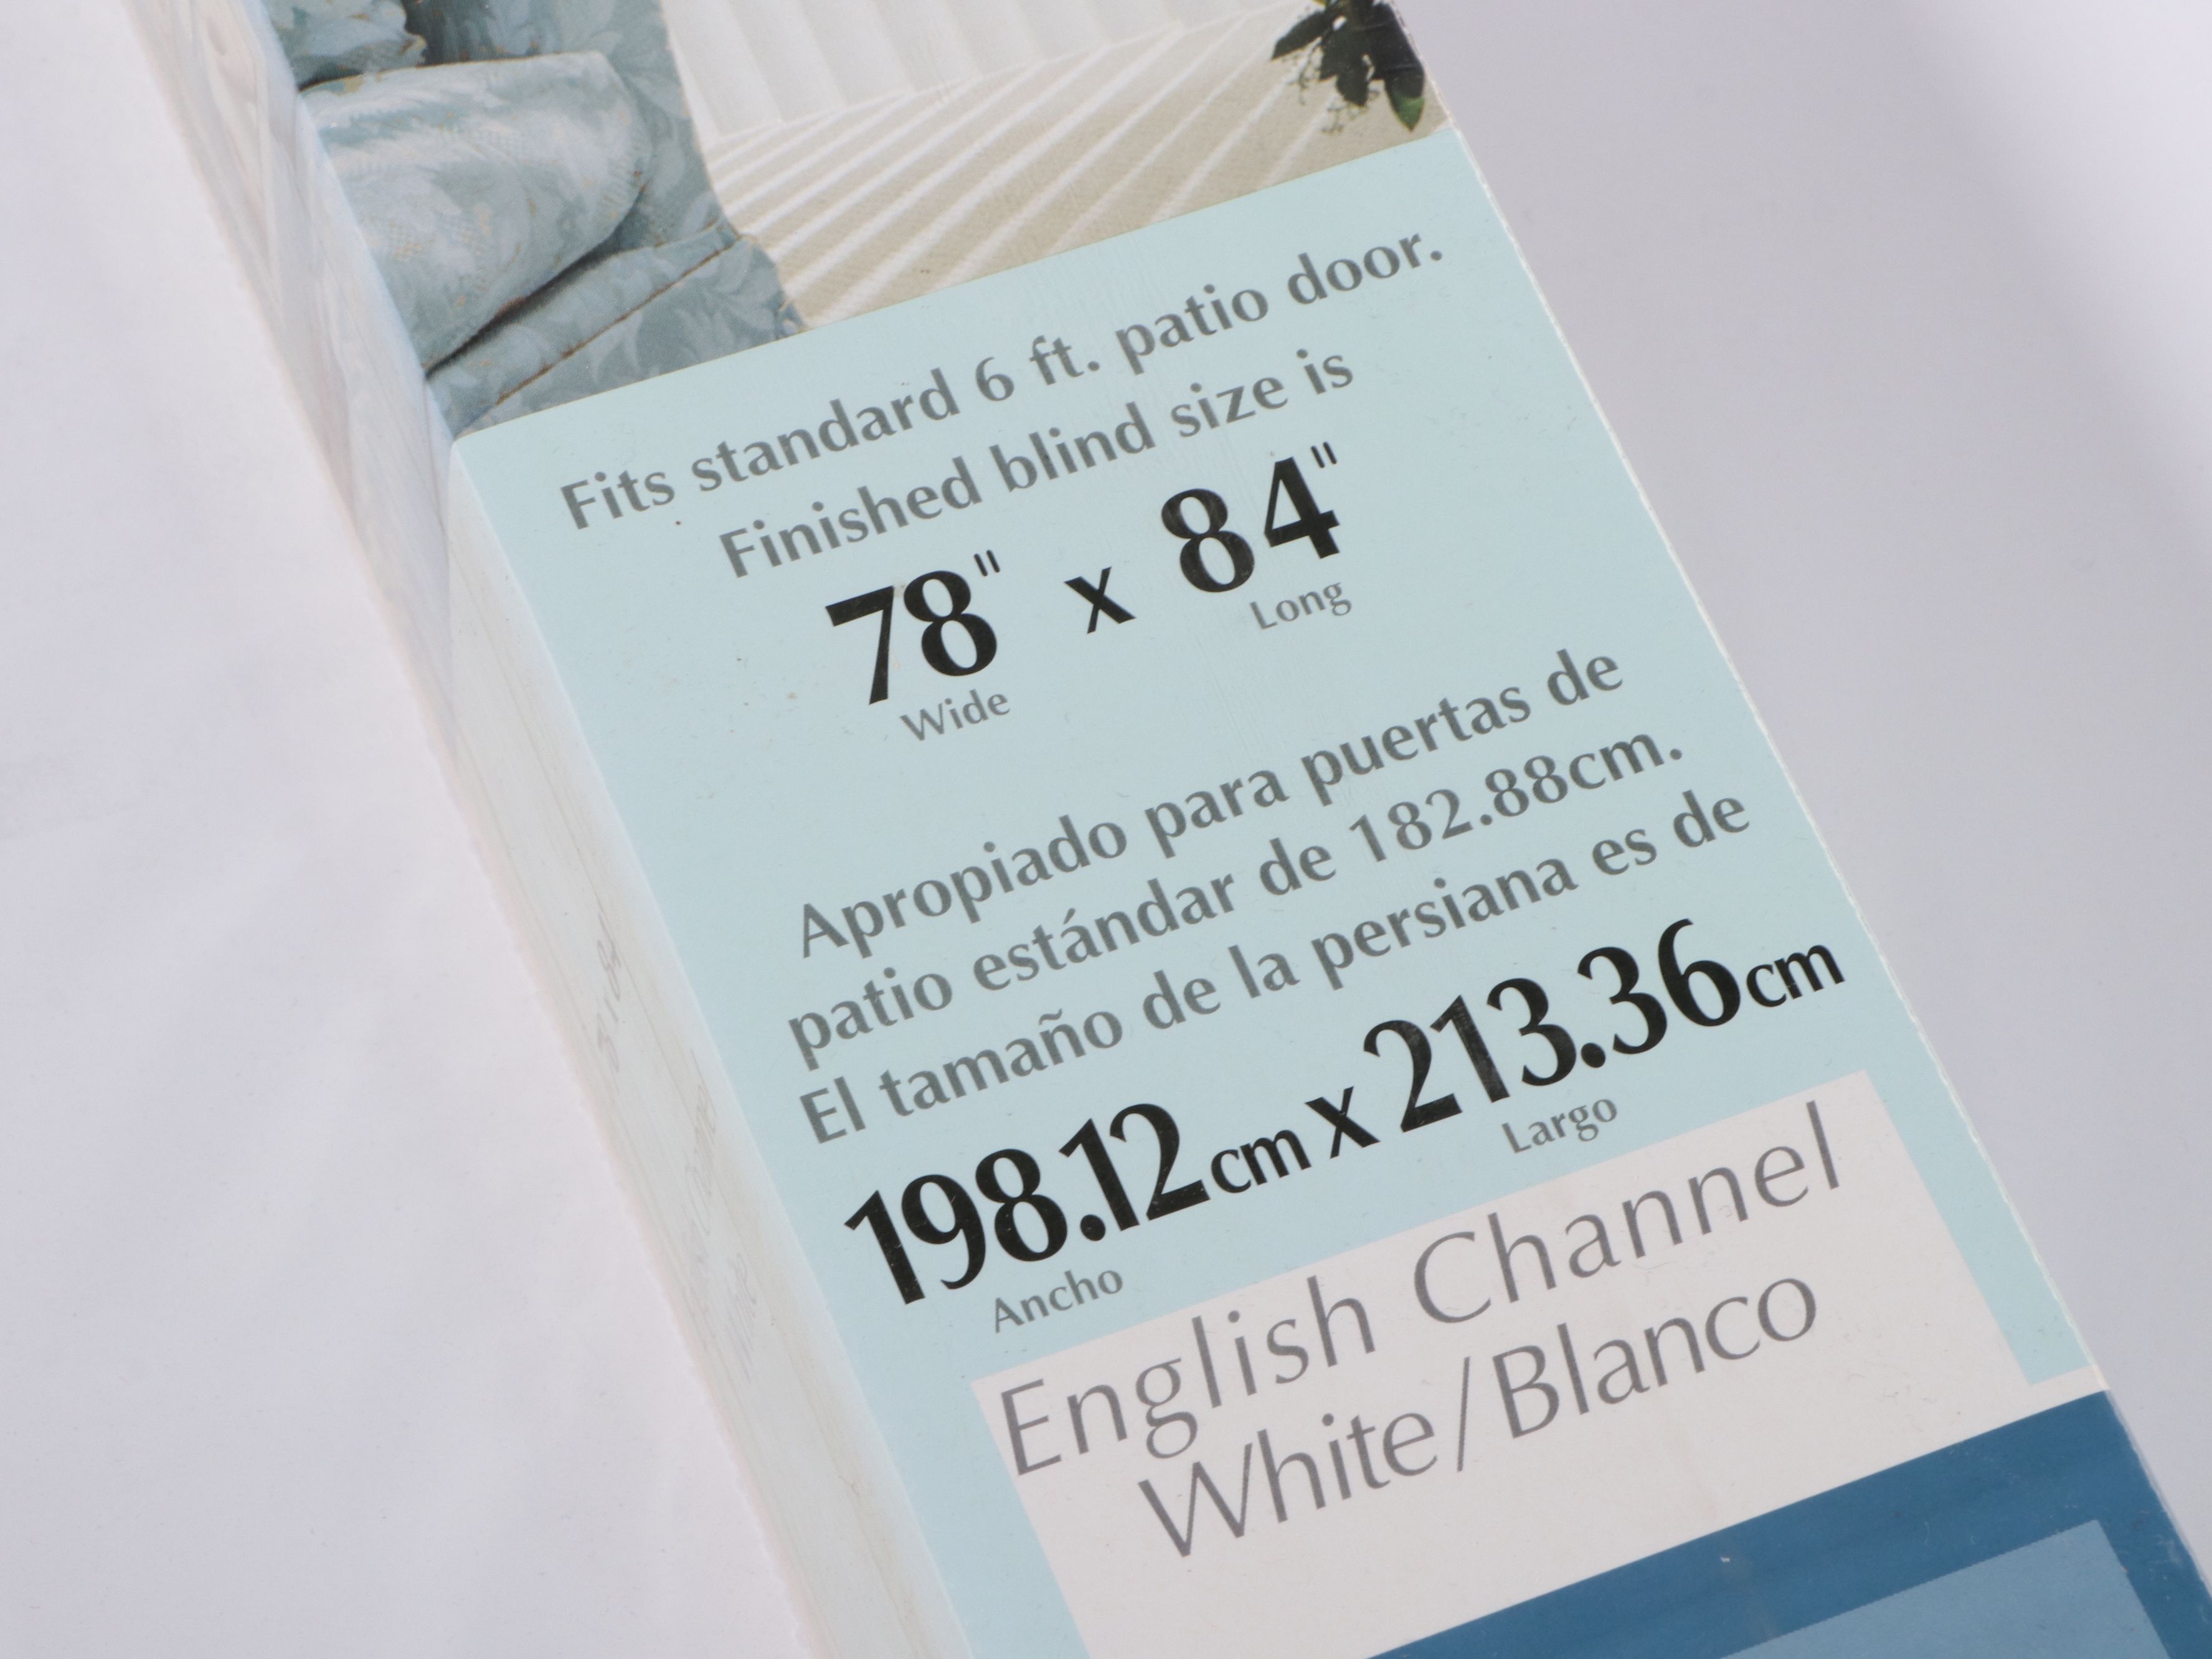 Fits standard 6 ft. patio door.
Finished blind size is
78" x 84"
Wide Long
Apropiado para puertas de
patio estándar de 182.88cm.
El tamaño de la persiana es de
198.12cm x 213.36cm
Ancho Largo
English Channel
White/Blanco